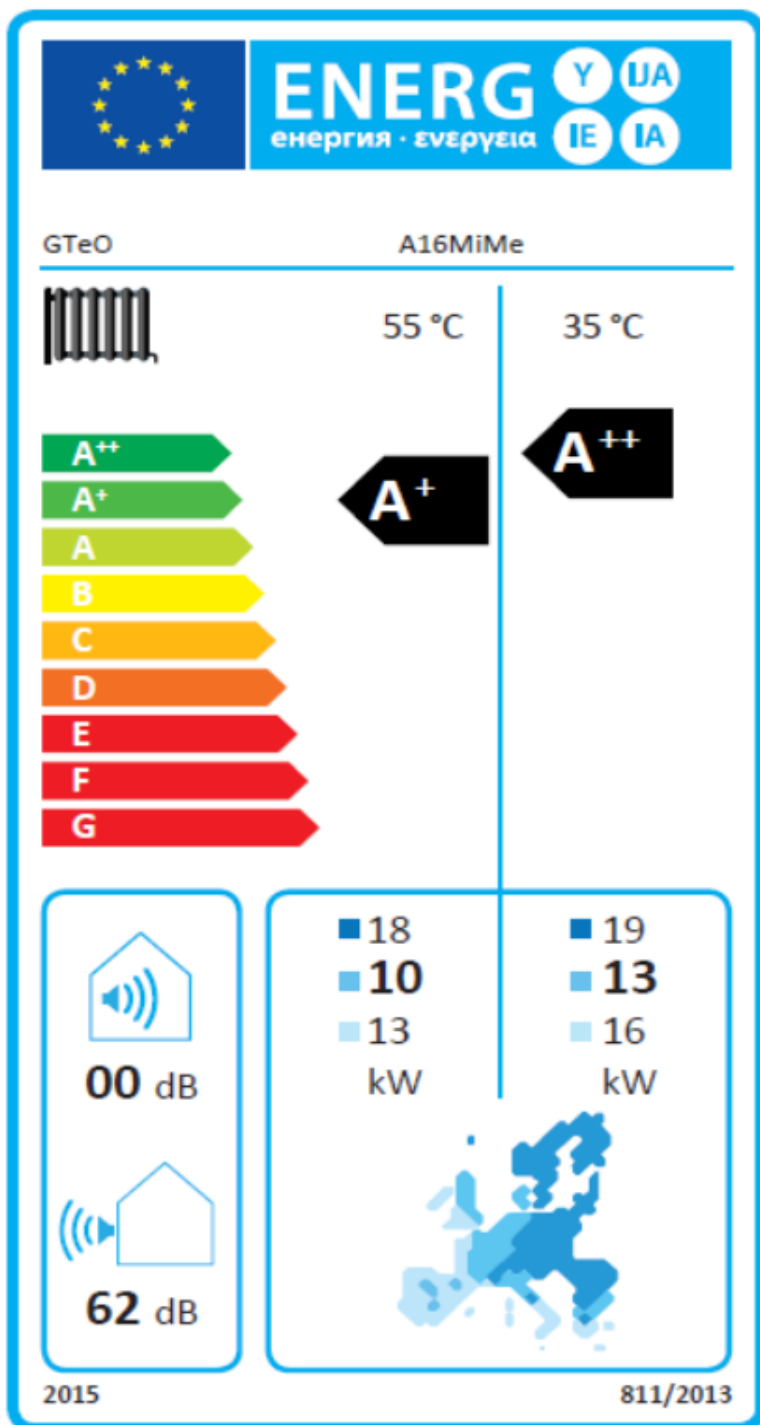 ENERG Y IJA
енергия · ενεργεια IE IA
GTeO A16MiMe
55 °C 35 °C
A++
A++
A+
A+
A
B
C
D
E
F
G
18 19
10 13
13 16
kW kW
00 dB
62 dB
2015 811/2013